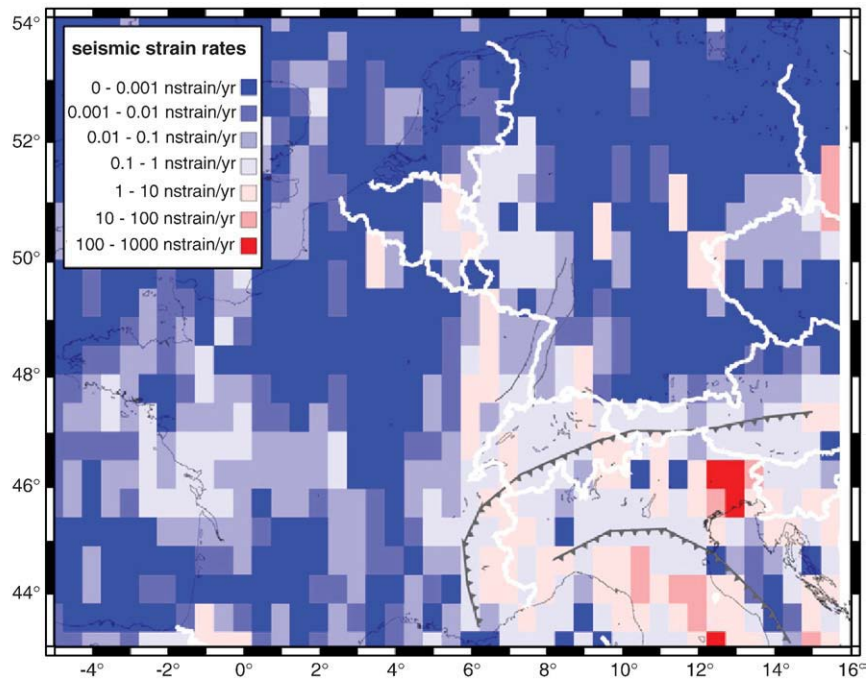 54°
52°
50°
48°
46°
44°
seismic strain rates
0 - 0.001 nstrain/yr
0.001 - 0.01 nstrain/yr
0.01 - 0.1 nstrain/yr
0.1 - 1 nstrain/yr
1 - 10 nstrain/yr
10 - 100 nstrain/yr
100 - 1000 nstrain/yr
-4° -2° 0° 2° 4° 6° 8° 10° 12° 14° 16°